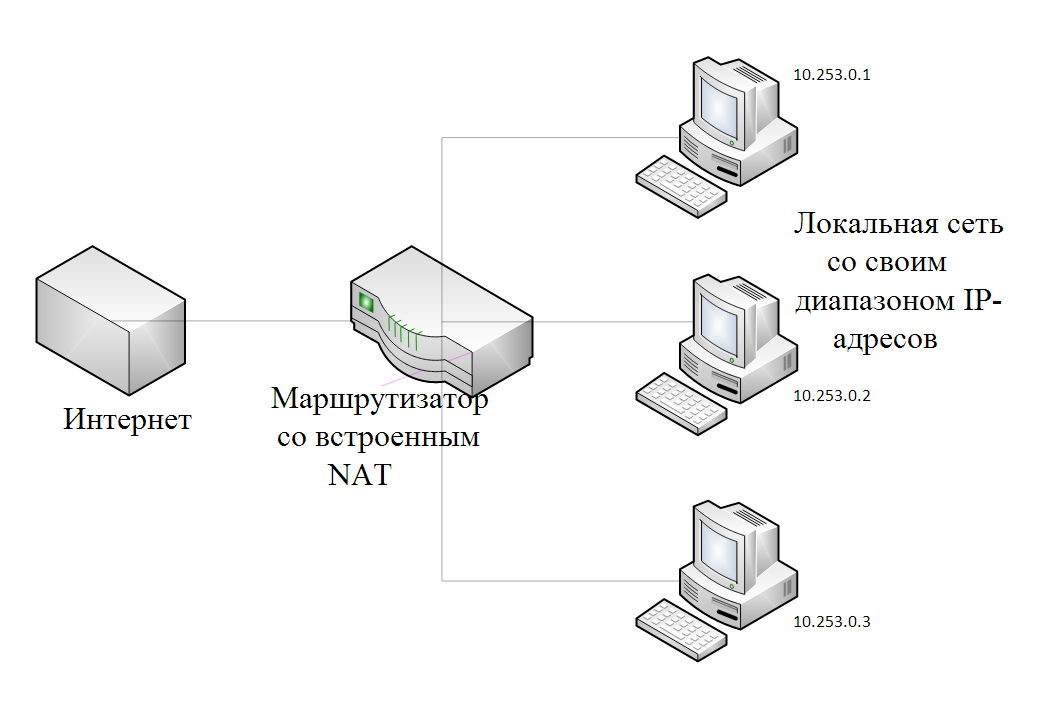 10.253.0.1
Локальная сеть
со своим
диапазоном IP-
адресов
10.253.0.2
Интернет
Маршрутизатор
со встроенным
NAT
10.253.0.3